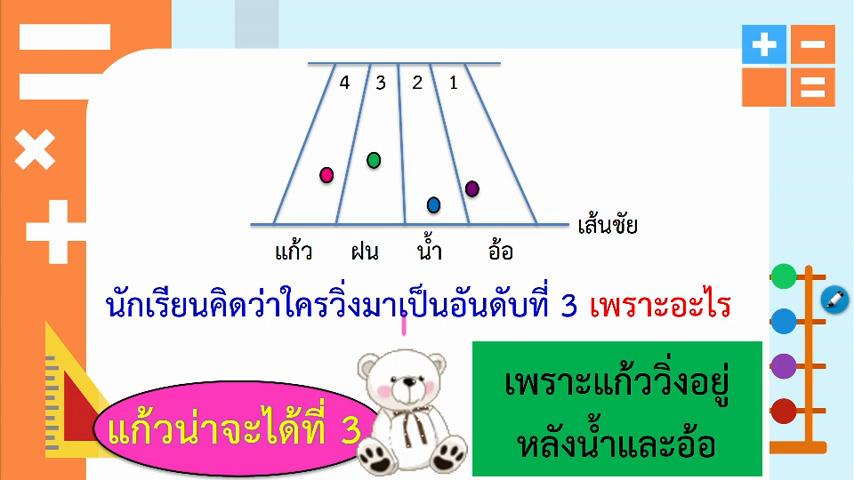 4 3 2 1
เส้นชัย
แก้ว ฝน น้ำ อ้อ
นักเรียนคิดว่าใครวิ่งมาเป็นอันดับที่ 3 เพราะอะไร
แก้วน่าจะได้ที่ 3
เพราะแก้ววิ่งอยู่
หลังน้ำและอ้อ